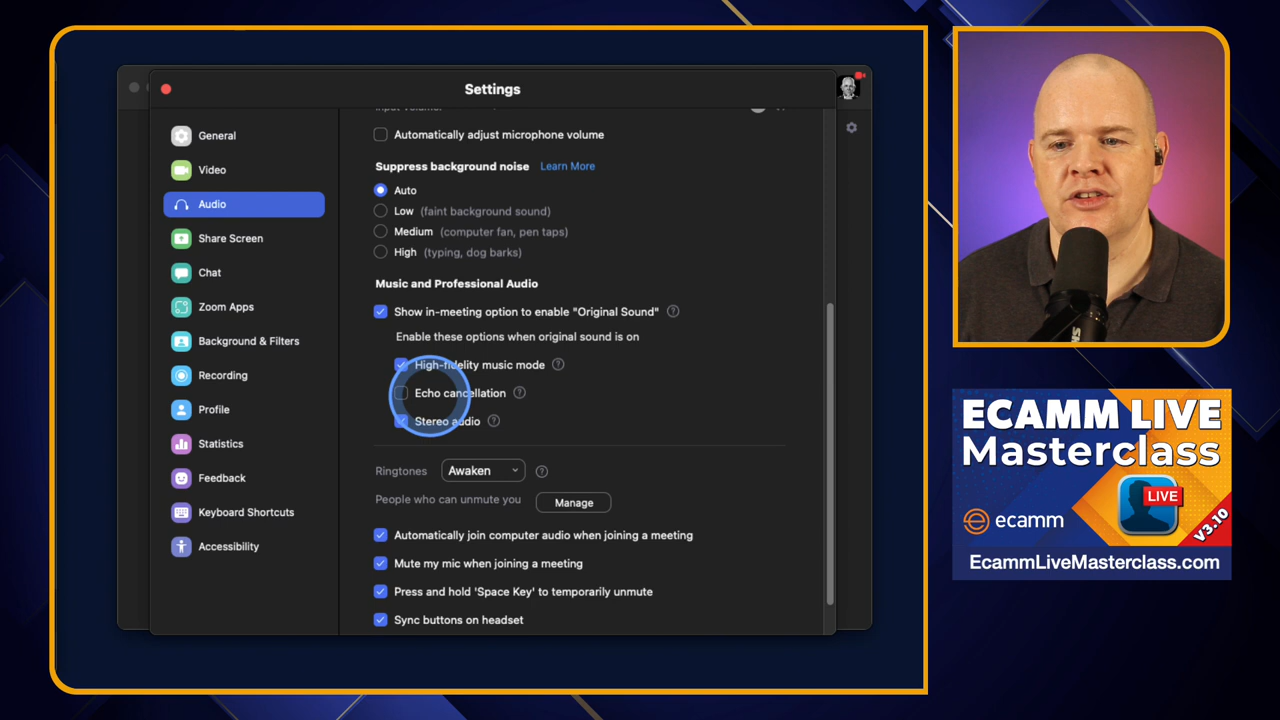 Settings
General
Video
Audio
Share Screen
Chat
Zoom Apps
Background & Filters
Recording
Profile
Statistics
Feedback
Keyboard Shortcuts
Accessibility
Input Volume:
Automatically adjust microphone volume
Suppress background noise Learn More
Auto
Low (faint background sound)
Medium (computer fan, pen taps)
High (typing, dog barks)
Music and Professional Audio
Show in-meeting option to enable "Original Sound" ?
Enable these options when original sound is on
High-fidelity music mode ?
Echo cancellation ?
Stereo audio ?
Ringtones Awaken ?
People who can unmute you Manage
Automatically join computer audio when joining a meeting
Mute my mic when joining a meeting
Press and hold 'Space Key' to temporarily unmute
Sync buttons on headset
ECAMM LIVE
Masterclass
LIVE
ecamm
v3.10
EcammLiveMasterclass.com